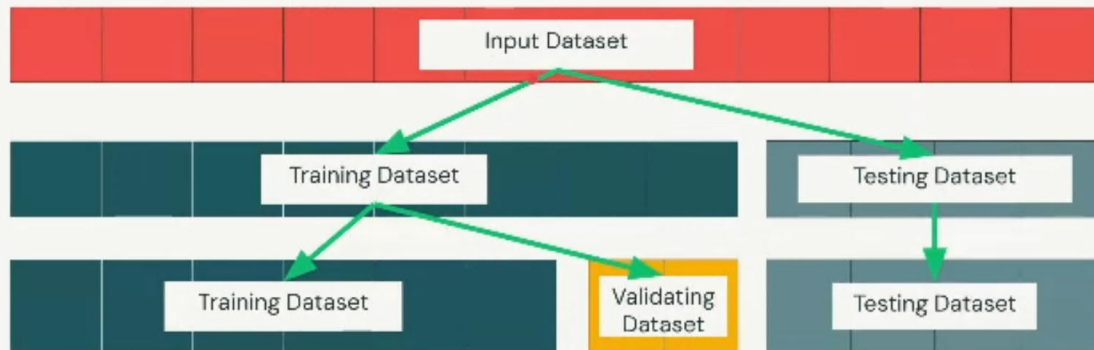 Input Dataset
Training Dataset
Testing Dataset
Training Dataset
Validating
Dataset
Testing Dataset